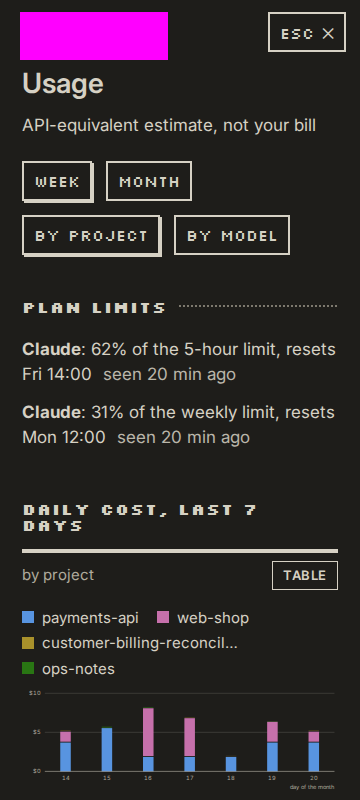 ESC ×
Usage
API-equivalent estimate, not your bill
WEEK MONTH
BY PROJECT BY MODEL
PLAN LIMITS
Claude: 62% of the 5-hour limit, resets
Fri 14:00 seen 20 min ago
Claude: 31% of the weekly limit, resets
Mon 12:00 seen 20 min ago
DAILY COST, LAST 7
DAYS
by project TABLE
payments-api web-shop
customer-billing-reconcil…
ops-notes
$10
$5
$0
14 15 16 17 18 19 20
day of the month